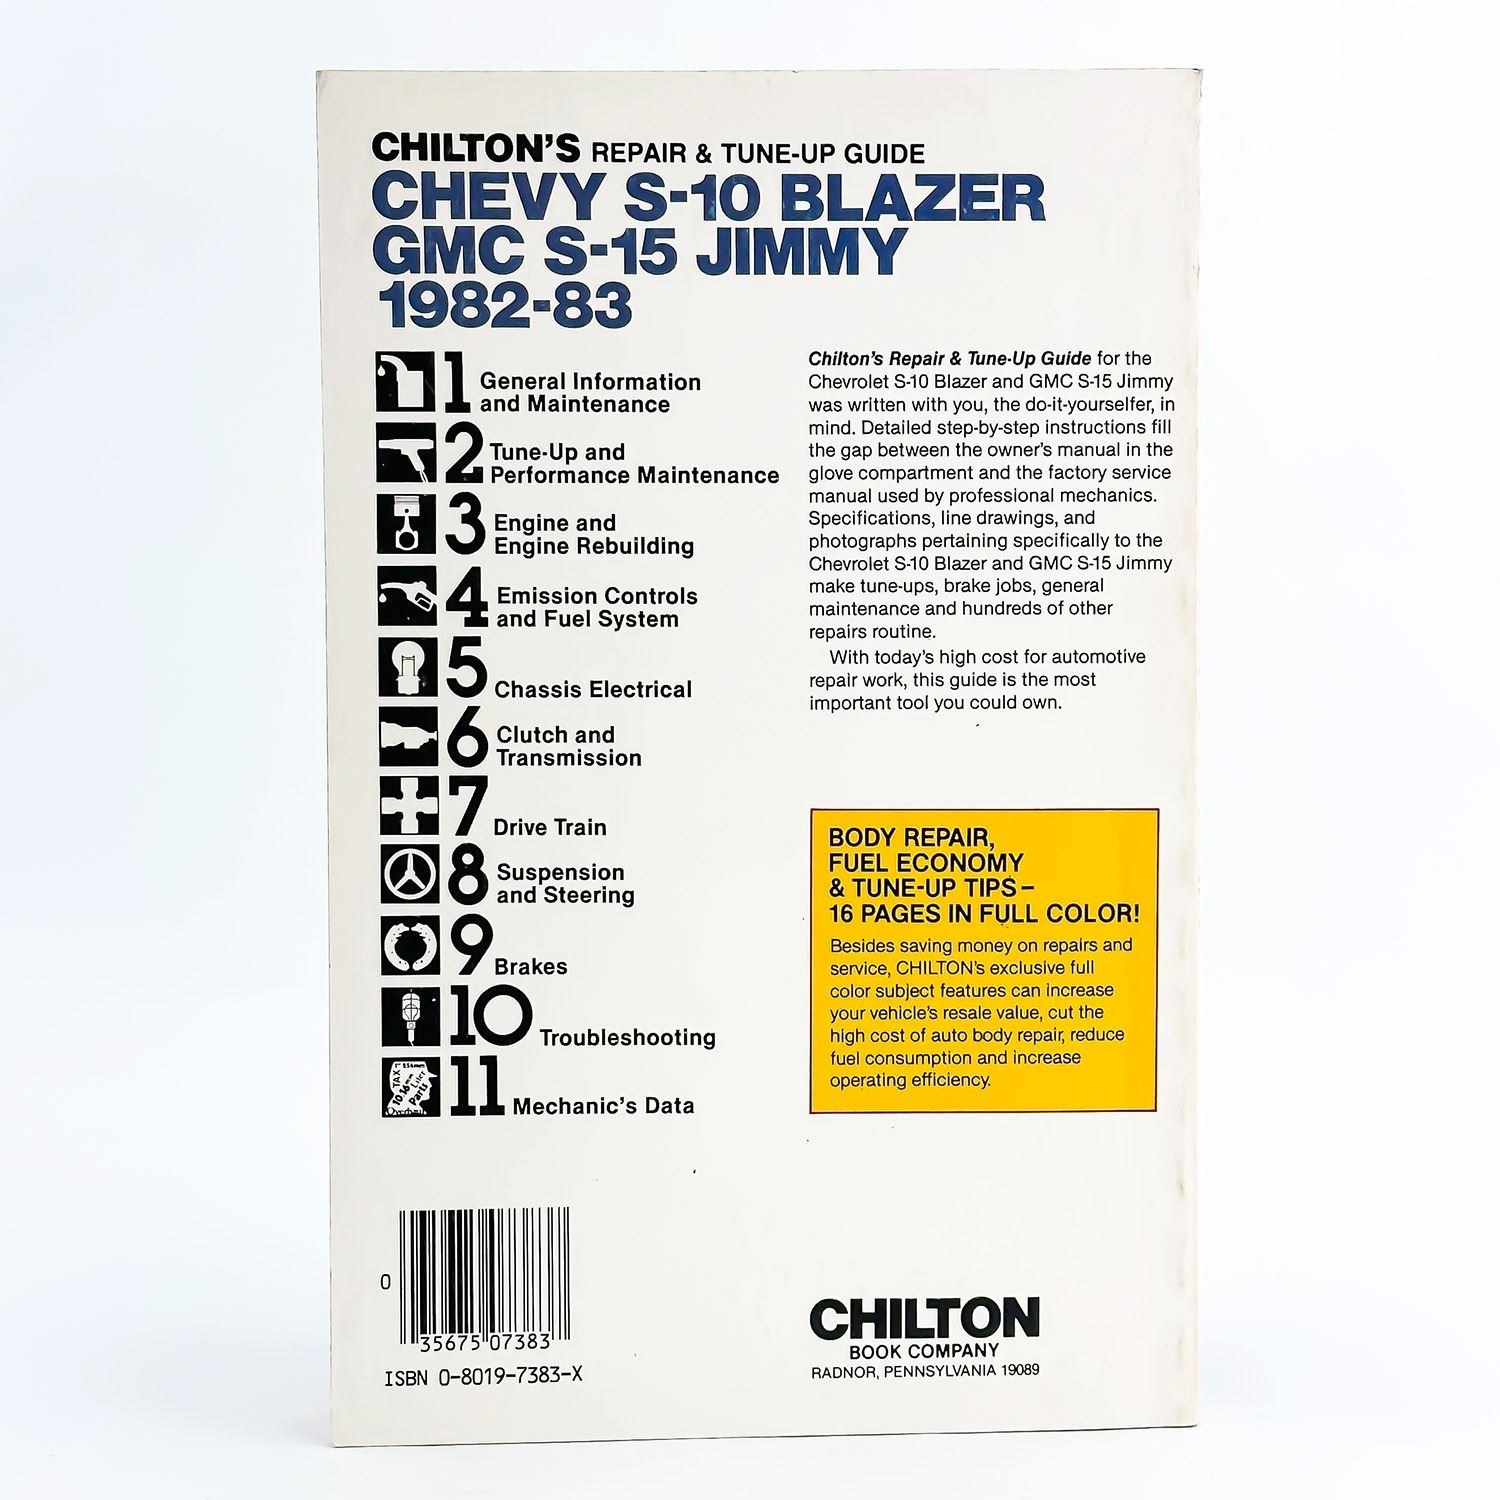 CHILTON'S REPAIR & TUNE-UP GUIDE
CHEVY S-10 BLAZER
GMC S-15 JIMMY
1982-83
1 General Information
and Maintenance
2 Tune-Up and
Performance Maintenance
3 Engine and
Engine Rebuilding
4 Emission Controls
and Fuel System
5 Chassis Electrical
6 Clutch and
Transmission
7 Drive Train
8 Suspension
and Steering
9 Brakes
10 Troubleshooting
TAX 254mm
10.16mm
Liter
Parts
Overhaul
11 Mechanic's Data
Chilton's Repair & Tune-Up Guide for the
Chevrolet S-10 Blazer and GMC S-15 Jimmy
was written with you, the do-it-yourselfer, in
mind. Detailed step-by-step instructions fill
the gap between the owner's manual in the
glove compartment and the factory service
manual used by professional mechanics.
Specifications, line drawings, and
photographs pertaining specifically to the
Chevrolet S-10 Blazer and GMC S-15 Jimmy
make tune-ups, brake jobs, general
maintenance and hundreds of other
repairs routine.
With today's high cost for automotive
repair work, this guide is the most
important tool you could own.
BODY REPAIR,
FUEL ECONOMY
& TUNE-UP TIPS–
16 PAGES IN FULL COLOR!
Besides saving money on repairs and
service, CHILTON's exclusive full
color subject features can increase
your vehicle's resale value, cut the
high cost of auto body repair, reduce
fuel consumption and increase
operating efficiency.
0 35675 07383
ISBN 0-8019-7383-X
CHILTON
BOOK COMPANY
RADNOR, PENNSYLVANIA 19089